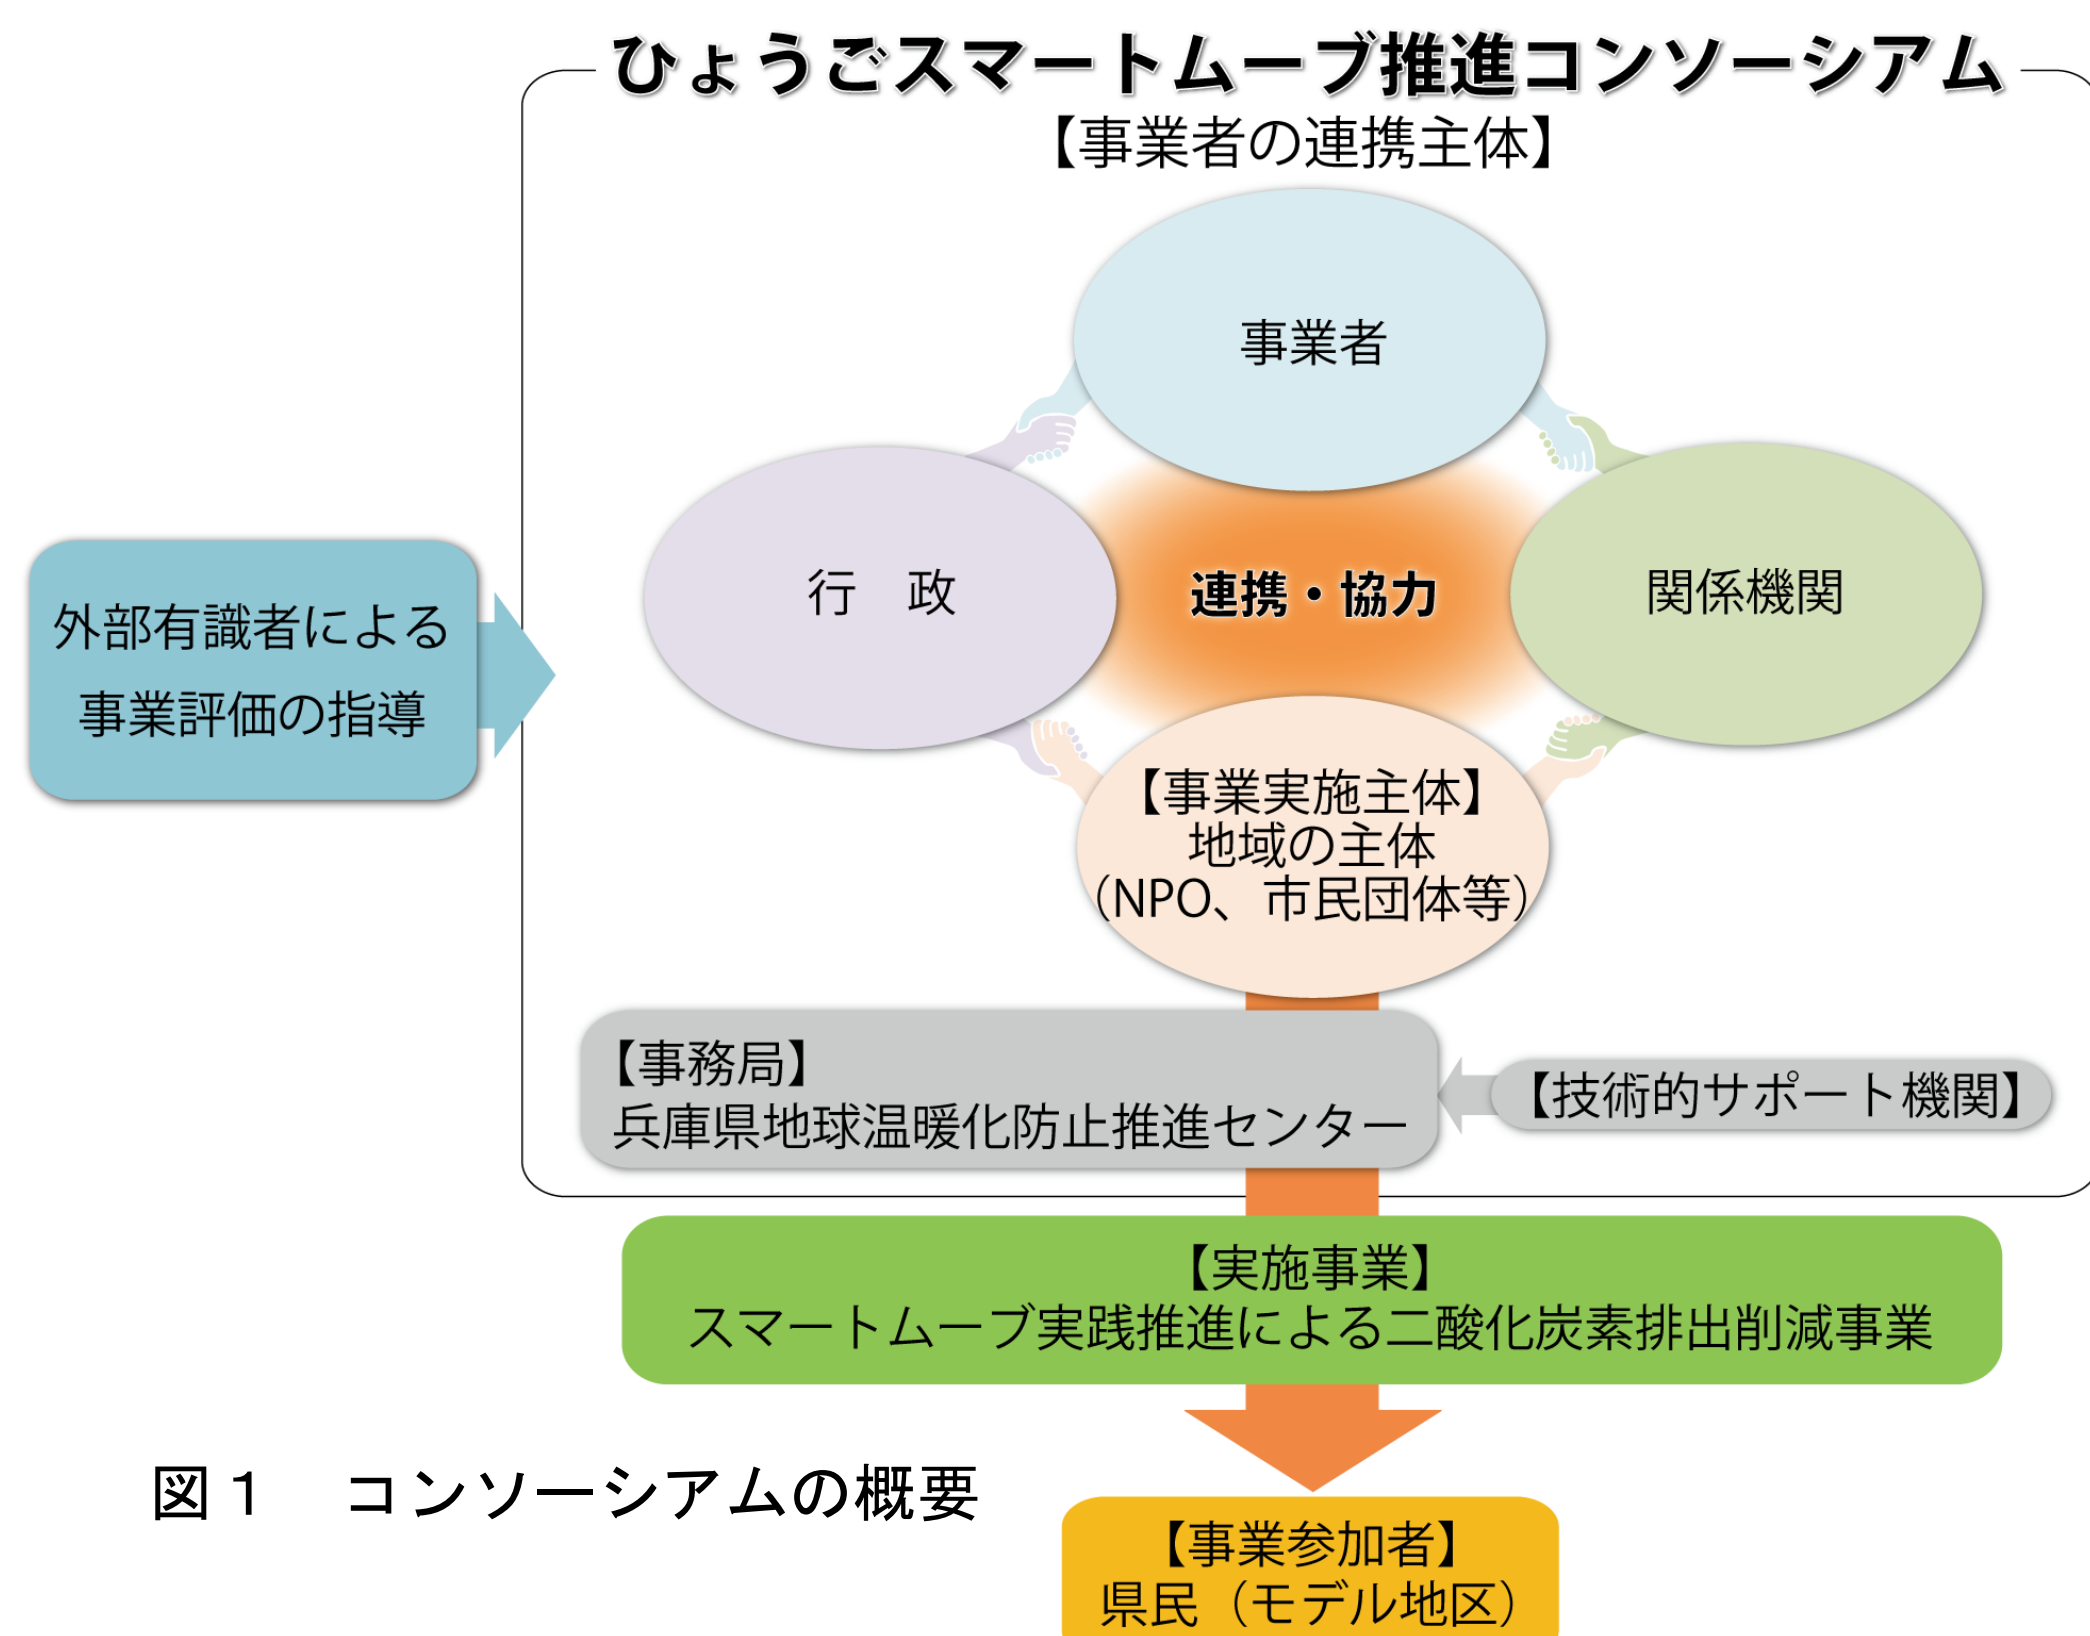 ひょうごスマートムーブ推進コンソーシアム
【事業者の連携主体】
事業者
行　政
連携・協力
関係機関
外部有識者による
事業評価の指導
【事業実施主体】
地域の主体
（NPO、市民団体等）
【事務局】
兵庫県地球温暖化防止推進センター
【技術的サポート機関】
【実施事業】
スマートムーブ実践推進による二酸化炭素排出削減事業
図１　コンソーシアムの概要
【事業参加者】
県民（モデル地区）